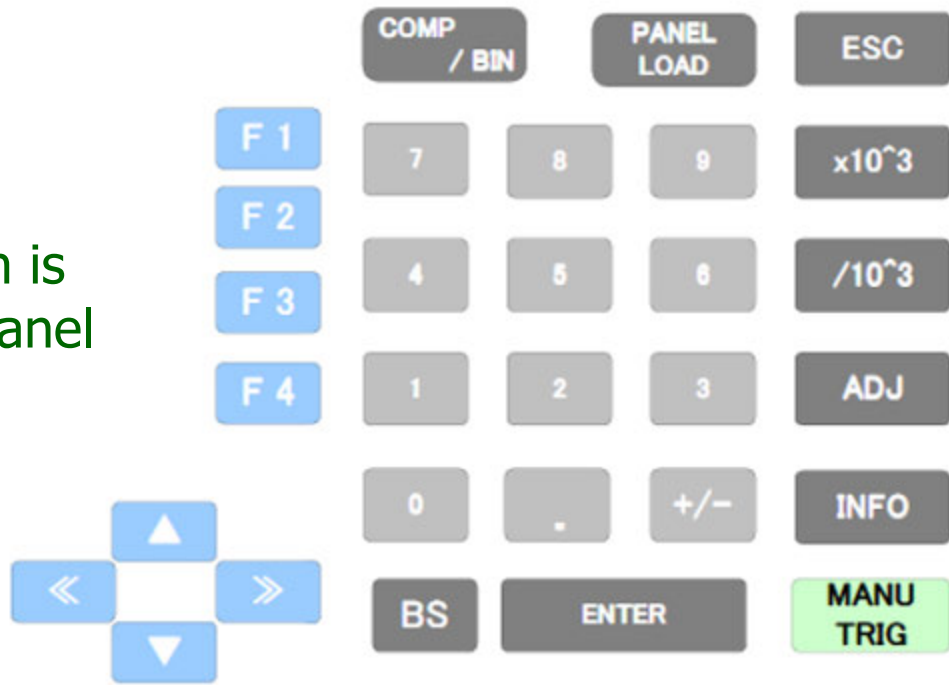 COMP
/ BIN
PANEL
LOAD
ESC
F 1
7
8
9
x10^3
F 2
n is
anel
F 3
4
5
6
/10^3
F 4
1
2
3
ADJ
0
.
+/-
INFO
▲
≪
≫
▼
BS
ENTER
MANU
TRIG